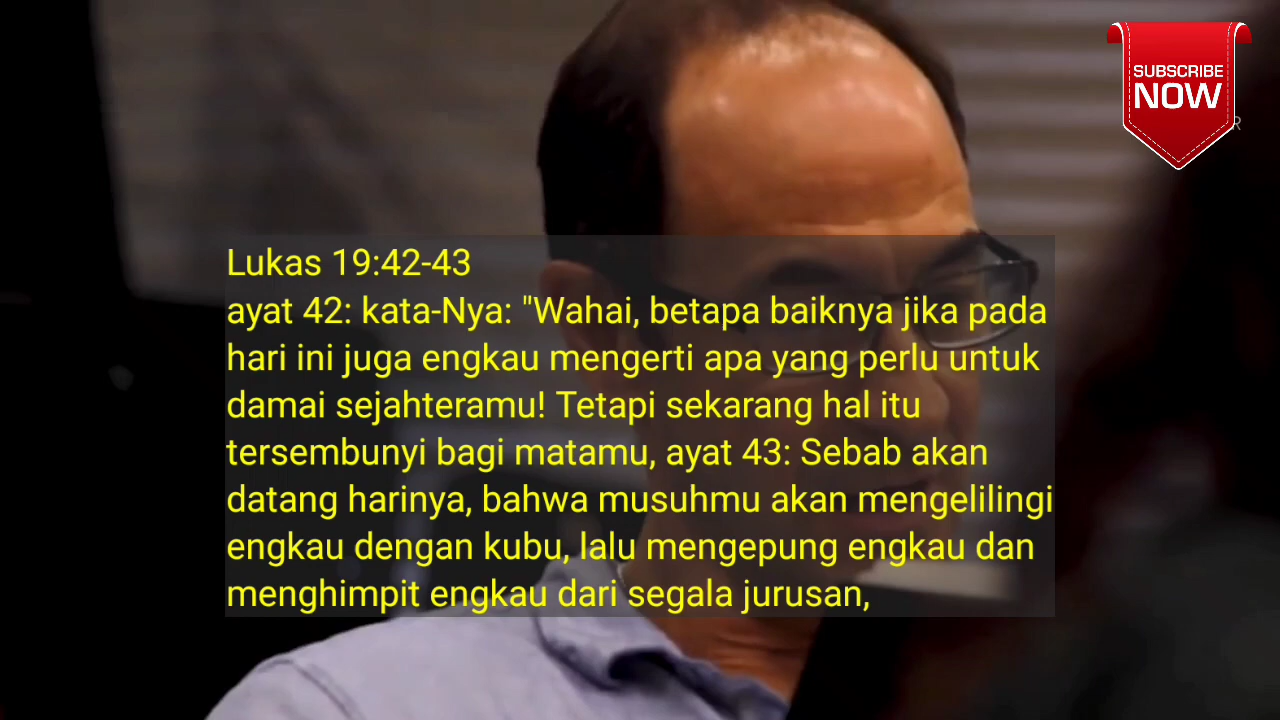 SUBSCRIBE
NOW
R
Lukas 19:42-43
ayat 42: kata-Nya: "Wahai, betapa baiknya jika pada
hari ini juga engkau mengerti apa yang perlu untuk
damai sejahteramu! Tetapi sekarang hal itu
tersembunyi bagi matamu, ayat 43: Sebab akan
datang harinya, bahwa musuhmu akan mengelilingi
engkau dengan kubu, lalu mengepung engkau dan
menghimpit engkau dari segala jurusan,